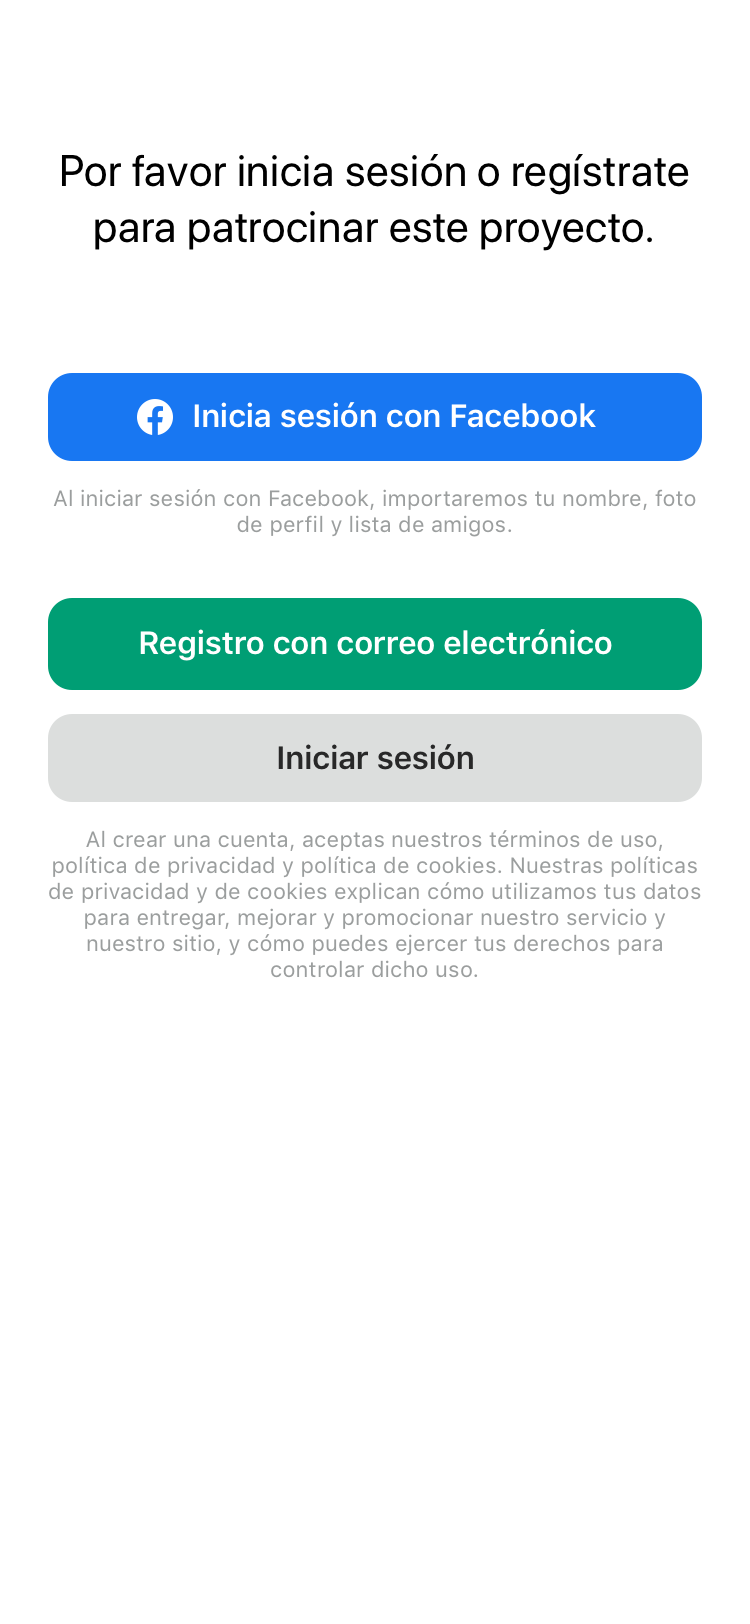 Por favor inicia sesión o regístrate
para patrocinar este proyecto.
Inicia sesión con Facebook
Al iniciar sesión con Facebook, importaremos tu nombre, foto
de perfil y lista de amigos.
Registro con correo electrónico
Iniciar sesión
Al crear una cuenta, aceptas nuestros términos de uso,
política de privacidad y política de cookies. Nuestras políticas
de privacidad y de cookies explican cómo utilizamos tus datos
para entregar, mejorar y promocionar nuestro servicio y
nuestro sitio, y cómo puedes ejercer tus derechos para
controlar dicho uso.